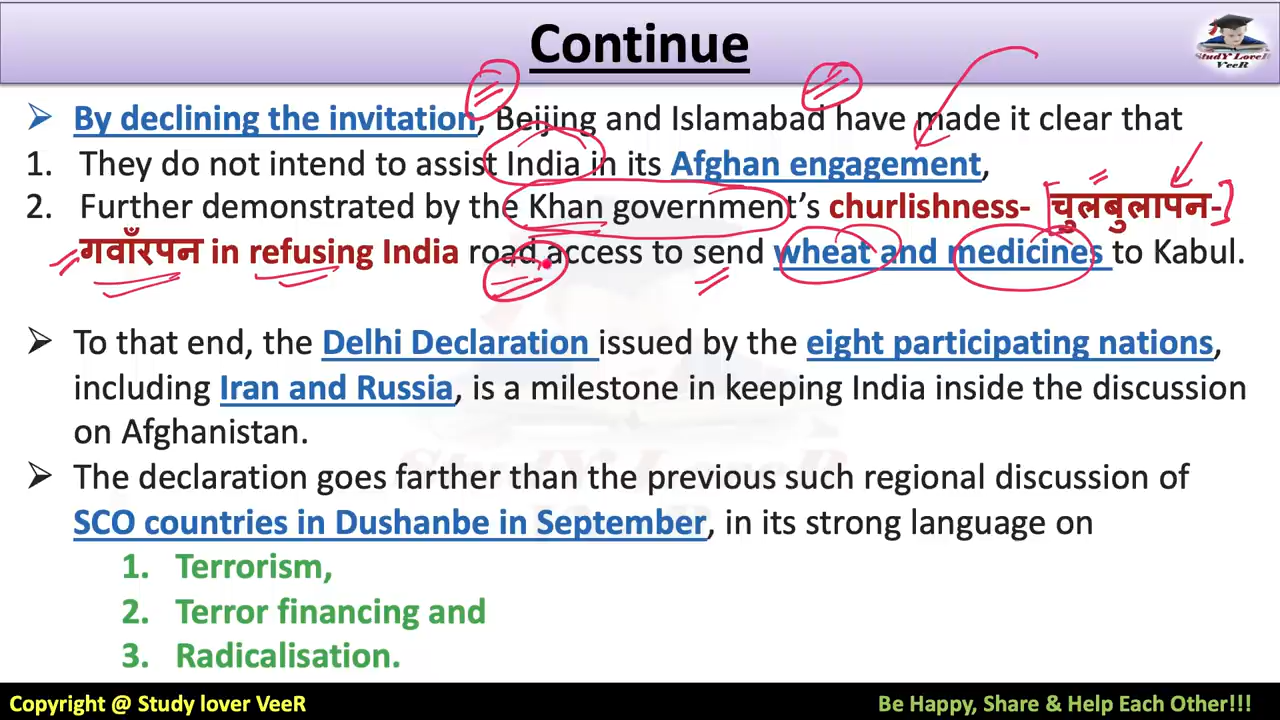 Continue
StudY LoveR
VeeR
➢ By declining the invitation, Beijing and Islamabad have made it clear that
1. They do not intend to assist India in its Afghan engagement,
2. Further demonstrated by the Khan government's churlishness- चुलबुलापन-
गवाँरपन in refusing India road access to send wheat and medicines to Kabul.
➢ To that end, the Delhi Declaration issued by the eight participating nations,
including Iran and Russia, is a milestone in keeping India inside the discussion
on Afghanistan.
➢ The declaration goes farther than the previous such regional discussion of
SCO countries in Dushanbe in September, in its strong language on
1. Terrorism,
2. Terror financing and
3. Radicalisation.
Copyright @ Study lover VeeR
Be Happy, Share & Help Each Other!!!